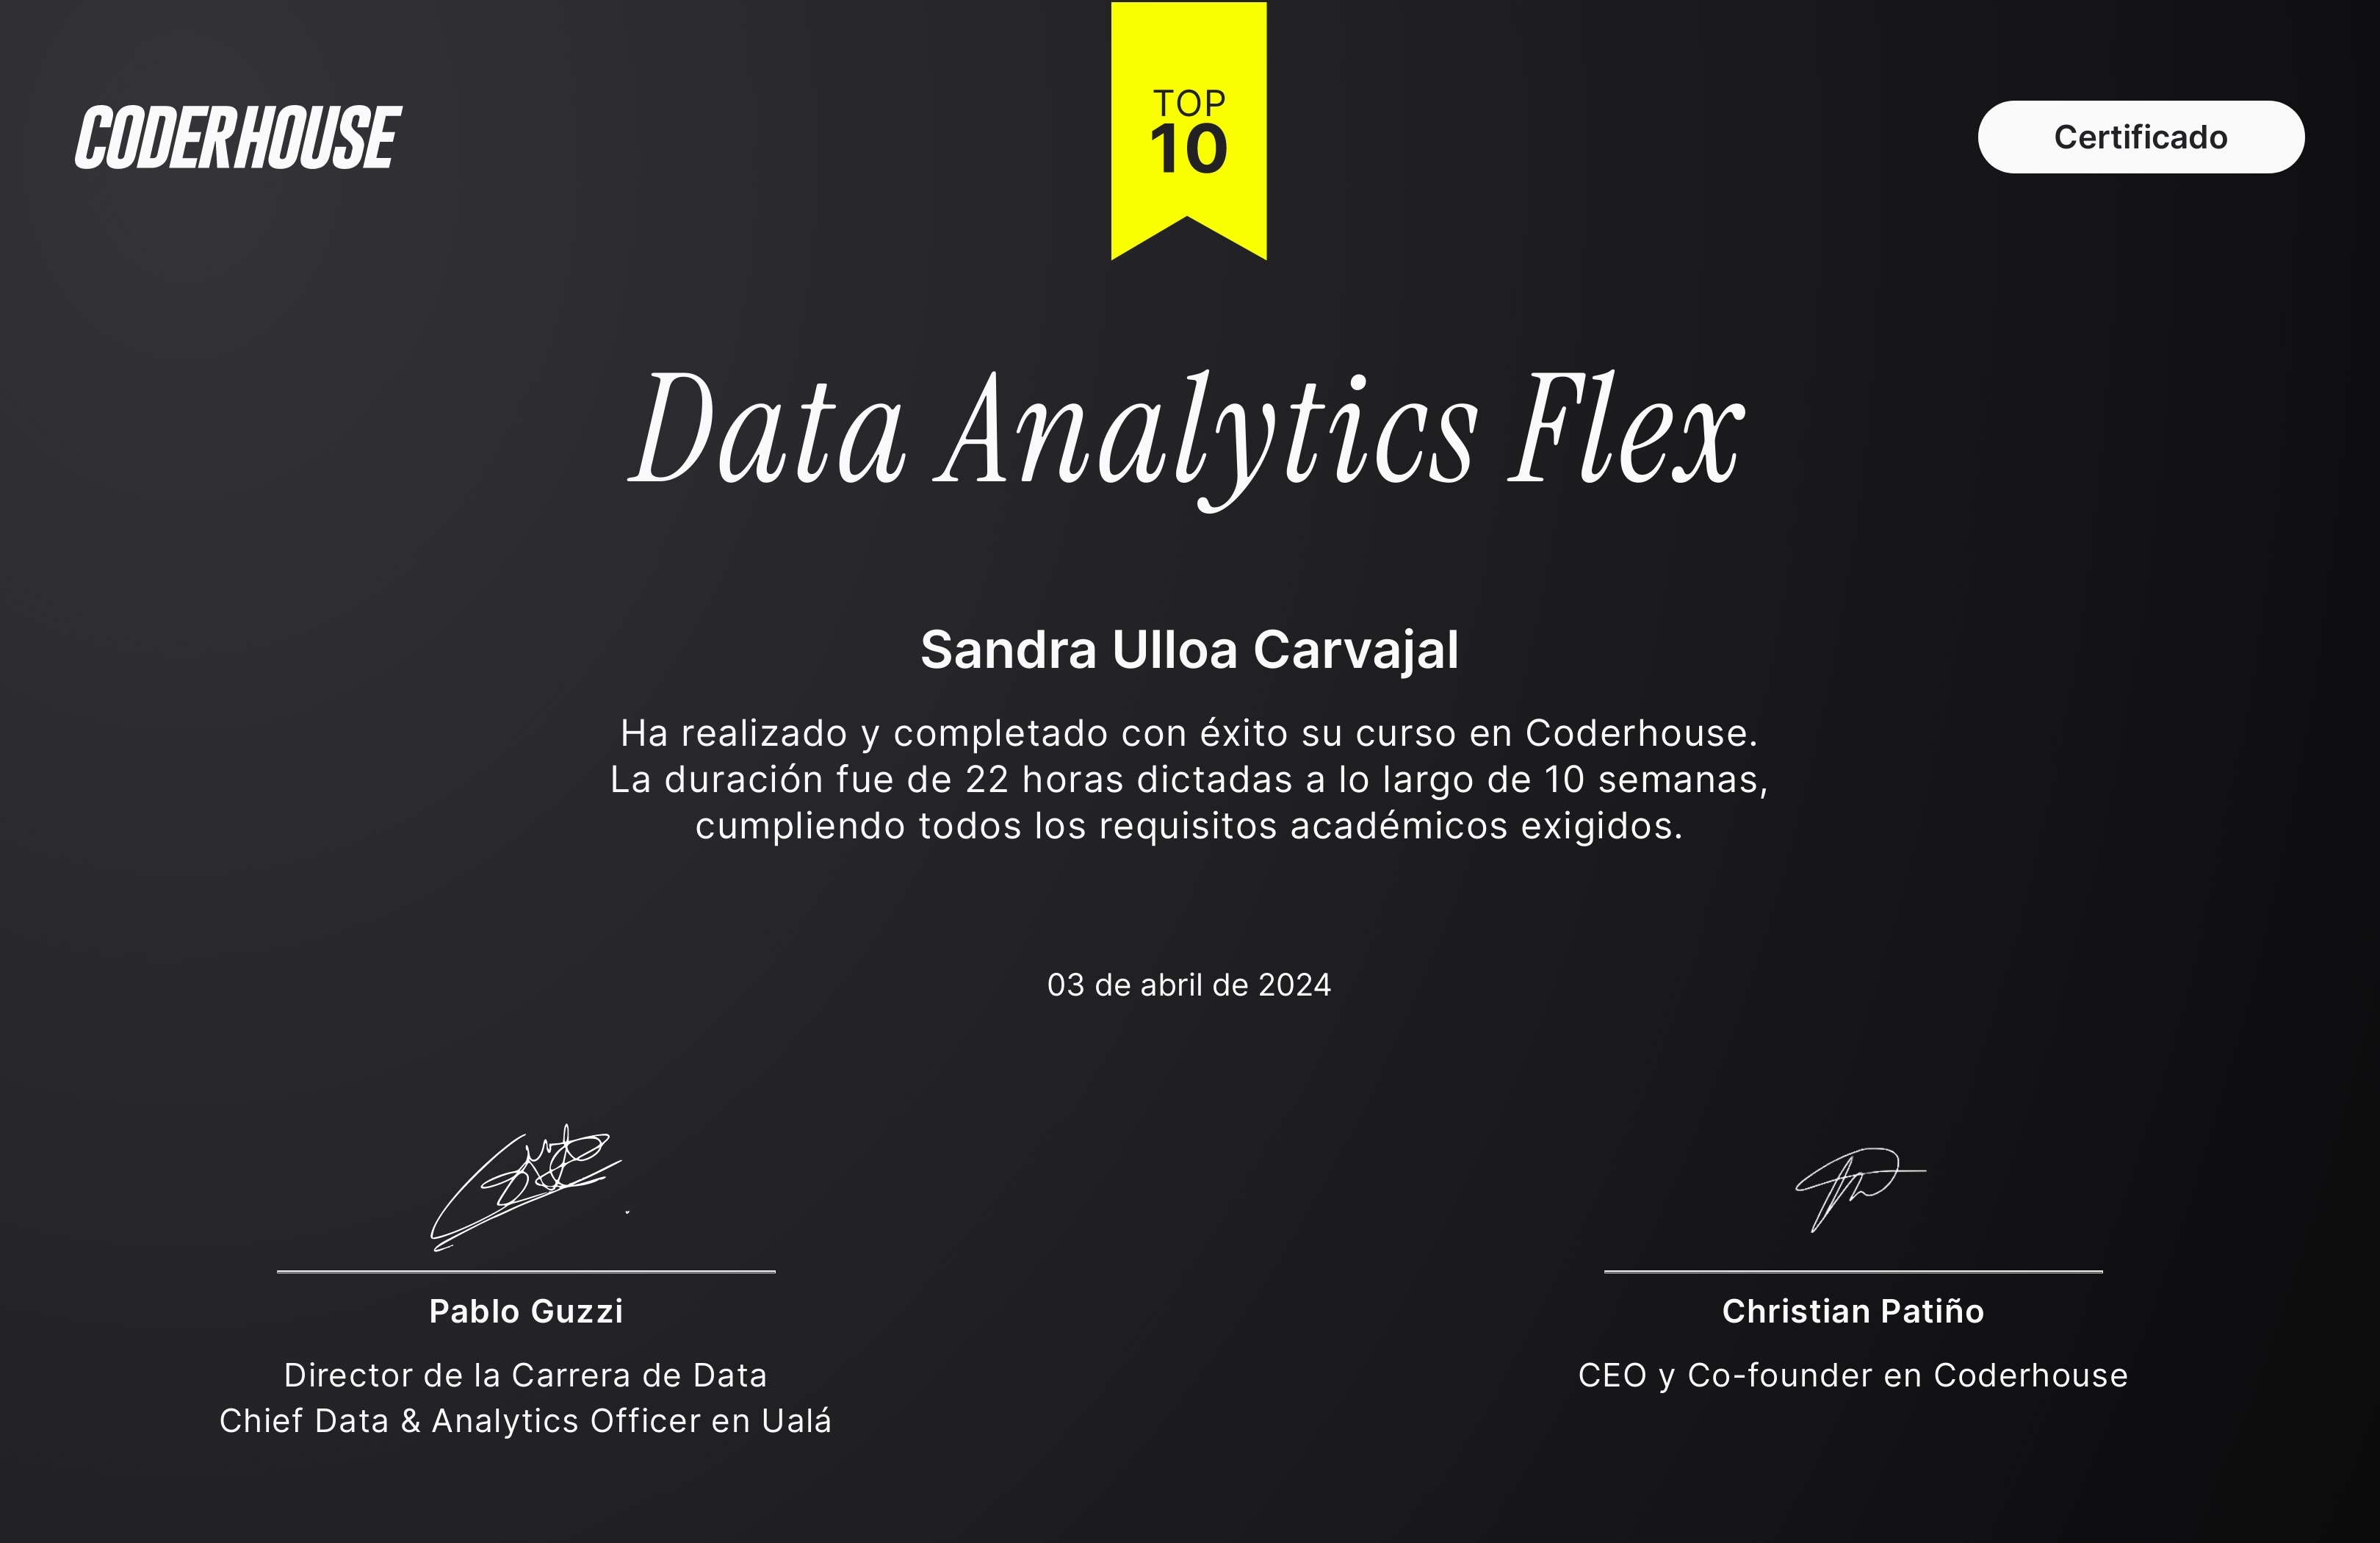 CODERHOUSE
TOP
10
Certificado
Data Analytics Flex
Sandra Ulloa Carvajal
Ha realizado y completado con éxito su curso en Coderhouse.
La duración fue de 22 horas dictadas a lo largo de 10 semanas,
cumpliendo todos los requisitos académicos exigidos.
03 de abril de 2024
Pablo Guzzi
Director de la Carrera de Data
Chief Data & Analytics Officer en Ualá
Christian Patiño
CEO y Co-founder en Coderhouse